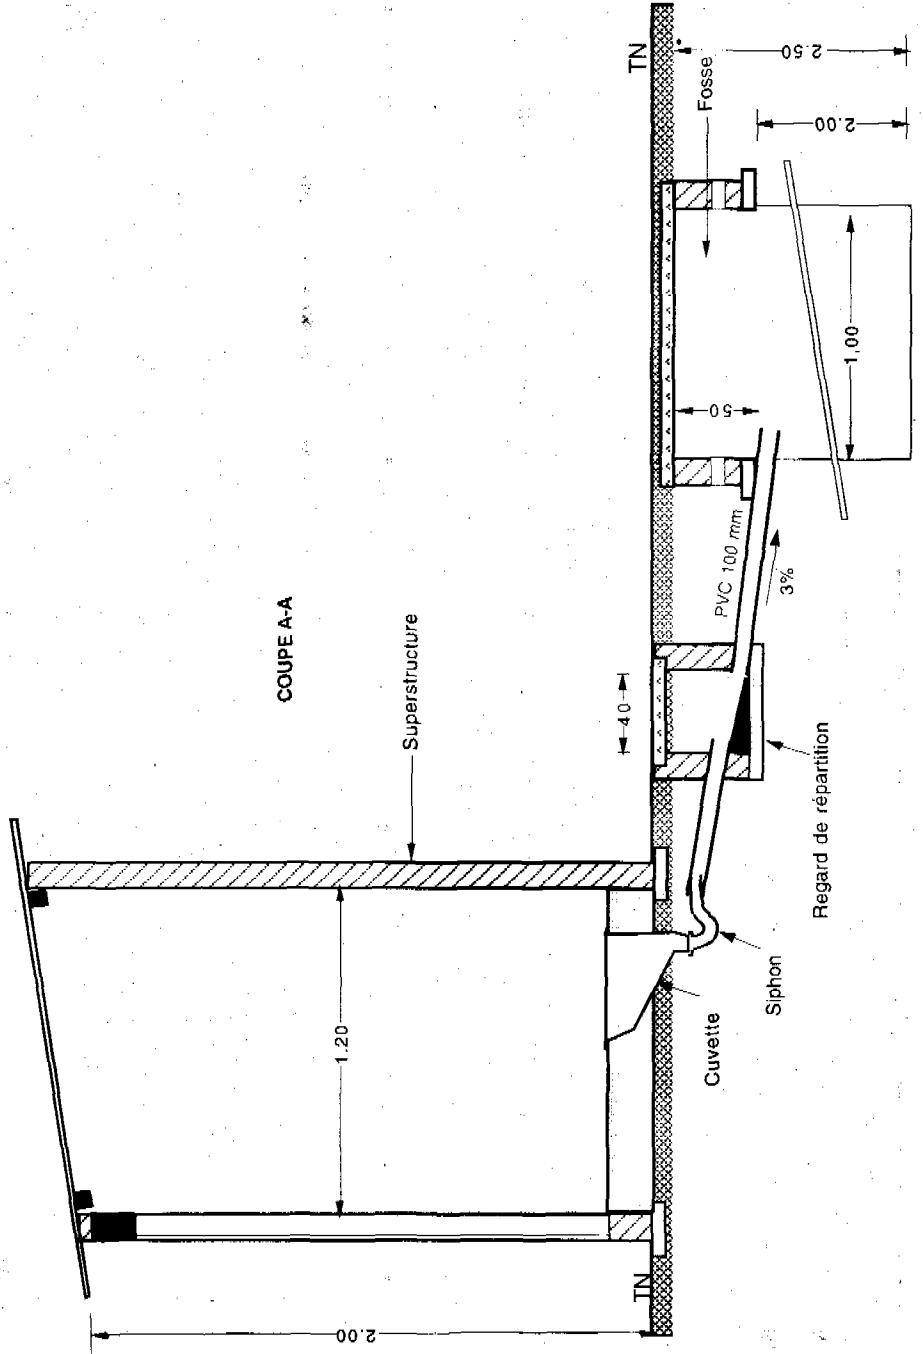 COUPE A-A
Superstructure
2.00
1.20
TN
Cuvette
Siphon
Regard de répartition
40
PVC 100 mm
3%
50
1,00
Fosse
TN
2.50
2.00